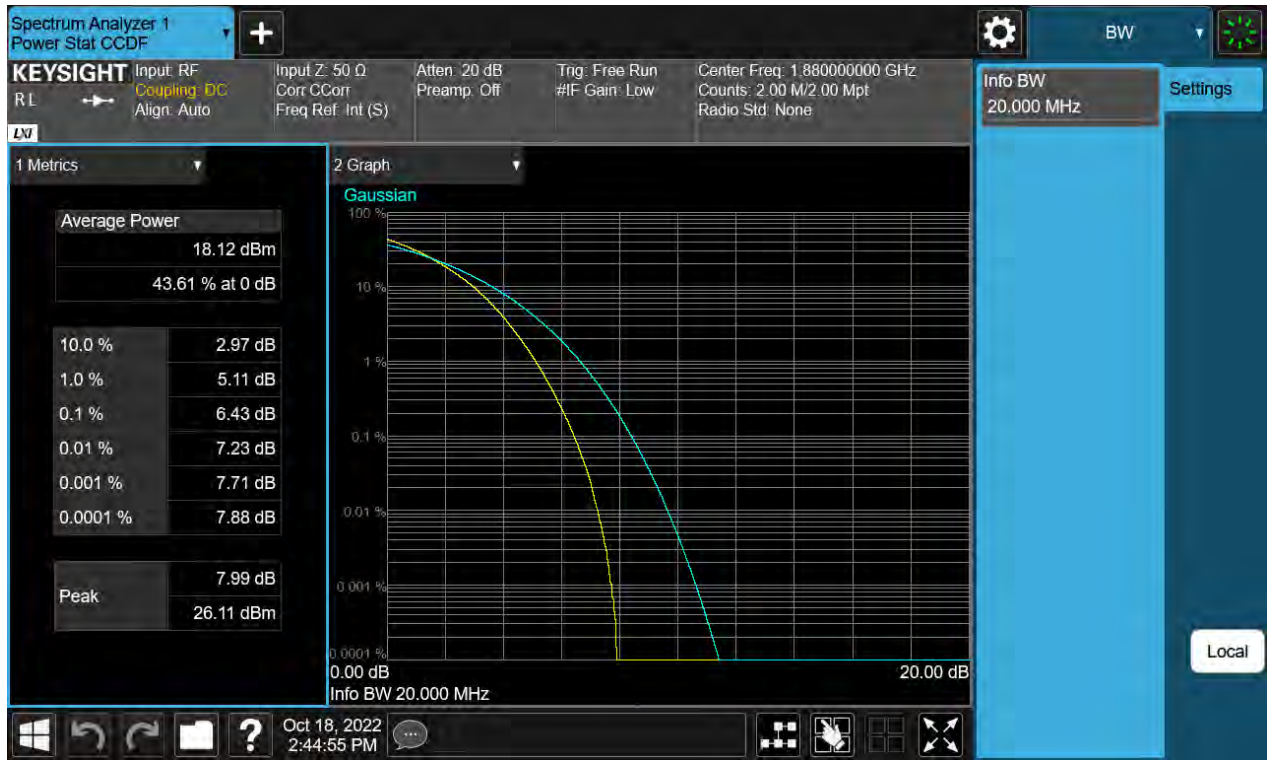 Spectrum Analyzer 1
Power Stat CCDF
+
BW
KEYSIGHT
RL
LXI
Input: RF
Coupling: DC
Align: Auto
Input Z: 50 Ω
Corr CCorr
Freq Ref: Int (S)
Atten: 20 dB
Preamp: Off
Trig: Free Run
#IF Gain: Low
Center Freq: 1.880000000 GHz
Counts: 2.00 M/2.00 Mpt
Radio Std: None
Info BW
20.000 MHz
Settings
1 Metrics
Average Power
18.12 dBm
43.61 % at 0 dB
10.0 % 2.97 dB
1.0 % 5.11 dB
0.1 % 6.43 dB
0.01 % 7.23 dB
0.001 % 7.71 dB
0.0001 % 7.88 dB
Peak
7.99 dB
26.11 dBm
2 Graph
Gaussian
100 %
10 %
1 %
0.1 %
0.01 %
0.001 %
0.0001 %
0.00 dB 20.00 dB
Info BW 20.000 MHz
Local
?
Oct 18, 2022
2:44:55 PM